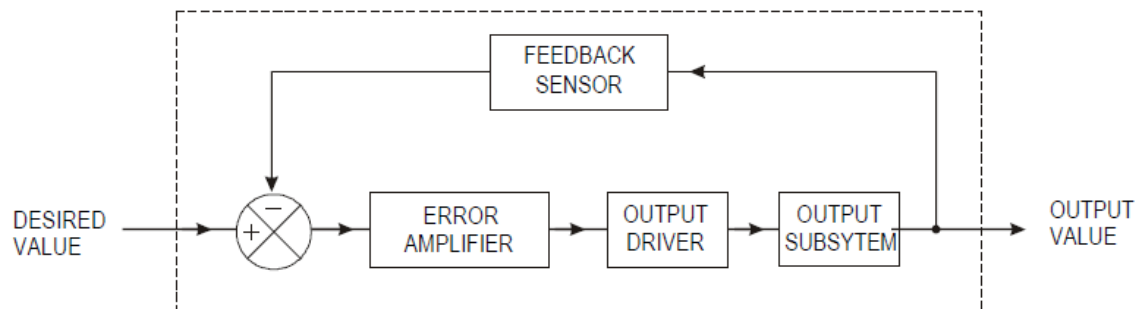 FEEDBACK
SENSOR
DESIRED
VALUE
+
−
ERROR
AMPLIFIER
OUTPUT
DRIVER
OUTPUT
SUBSYTEM
OUTPUT
VALUE